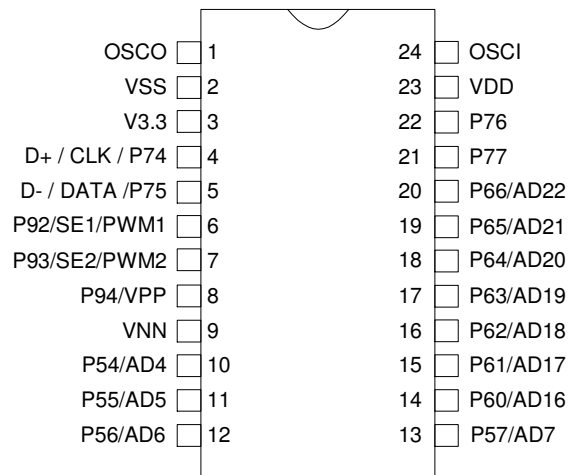 OSCO 1 24 OSCI
VSS 2 23 VDD
V3.3 3 22 P76
D+ / CLK / P74 4 21 P77
D- / DATA /P75 5 20 P66/AD22
P92/SE1/PWM1 6 19 P65/AD21
P93/SE2/PWM2 7 18 P64/AD20
P94/VPP 8 17 P63/AD19
VNN 9 16 P62/AD18
P54/AD4 10 15 P61/AD17
P55/AD5 11 14 P60/AD16
P56/AD6 12 13 P57/AD7